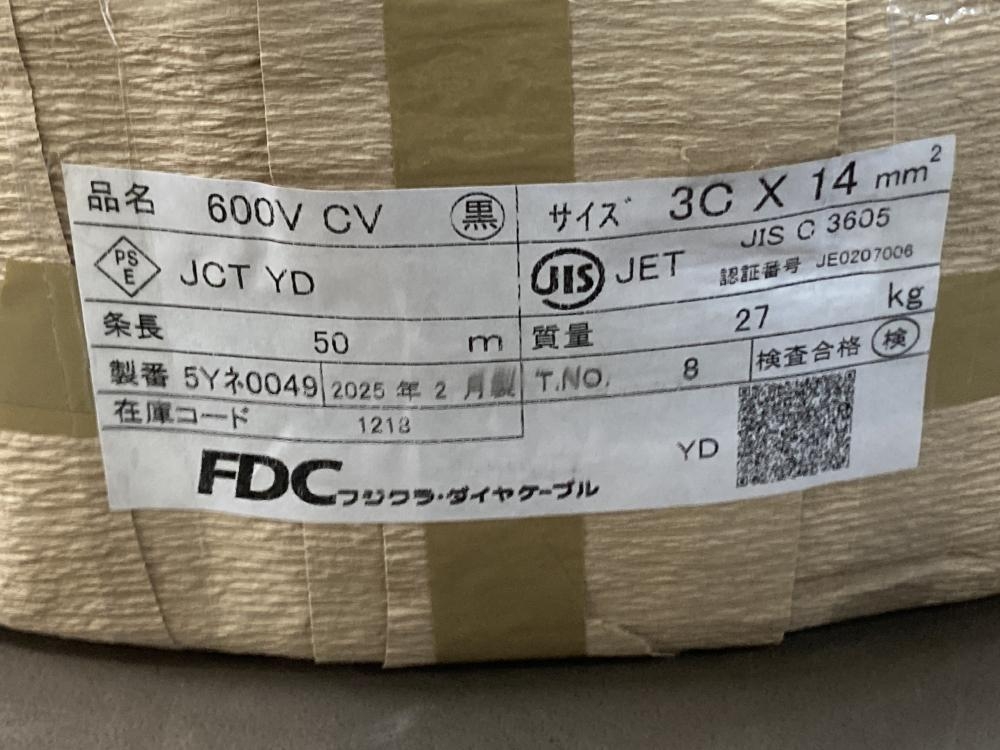 品名 600V CV 黒 サイズ 3C X 14 mm²
PS E JCT YD JIS JET JIS C 3605
認証番号 JE0207006
条長 50 m 質量 27 kg
製番 5Yネ0049 2025 年 2 月製 T.NO. 8 検査合格 検
在庫コード 1213
YD
FDC フジクラ・ダイヤケーブル